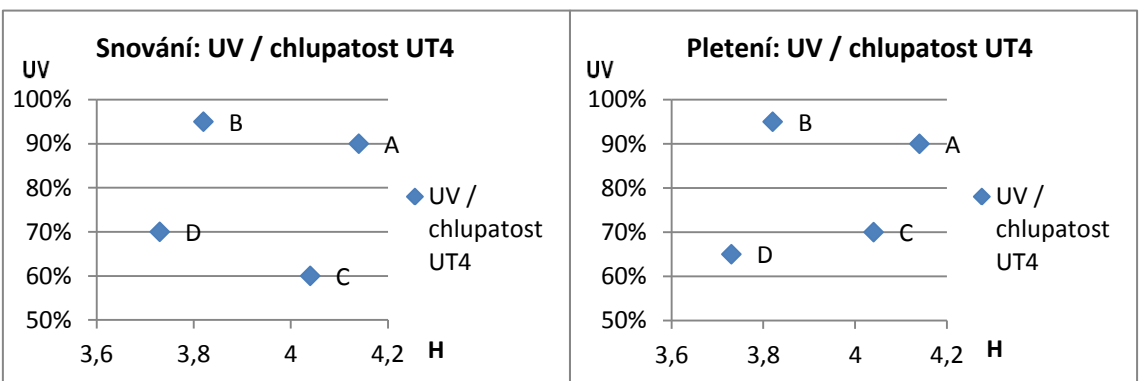 Snování: UV / chlupatost UT4
UV
100%
90%
80%
70%
60%
50%
B
A
D
C
UV /
chlupatost
UT4
3,6
3,8
4
4,2
H
Pletení: UV / chlupatost UT4
UV
100%
90%
80%
70%
60%
50%
B
A
C
D
UV /
chlupatost
UT4
3,6
3,8
4
4,2
H